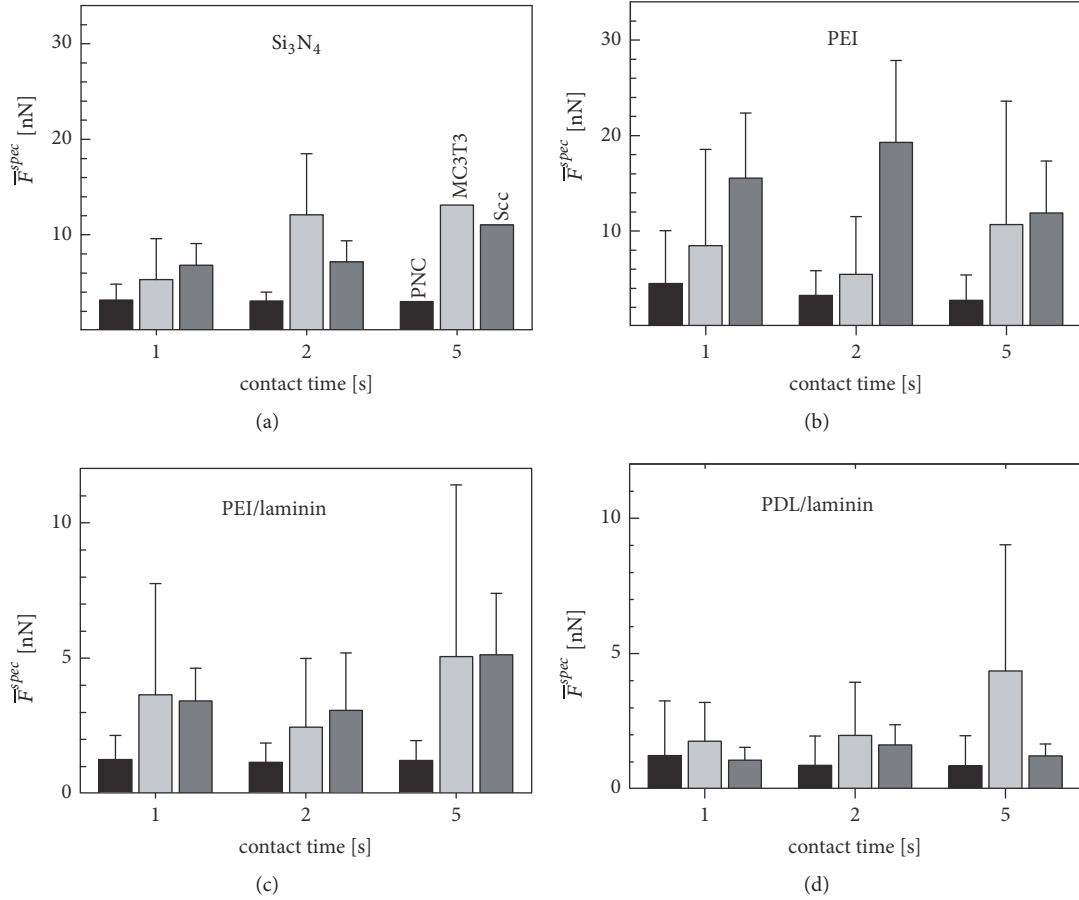 Si₃N₄
30
20
10
F̅ˢᵖᵉᶜ [nN]
PNC
MC3T3
Scc
1 2 5
contact time [s]
(a)
PEI
30
20
10
F̅ˢᵖᵉᶜ [nN]
1 2 5
contact time [s]
(b)
PEI/laminin
10
5
0
F̅ˢᵖᵉᶜ [nN]
1 2 5
contact time [s]
(c)
PDL/laminin
10
5
0
F̅ˢᵖᵉᶜ [nN]
1 2 5
contact time [s]
(d)